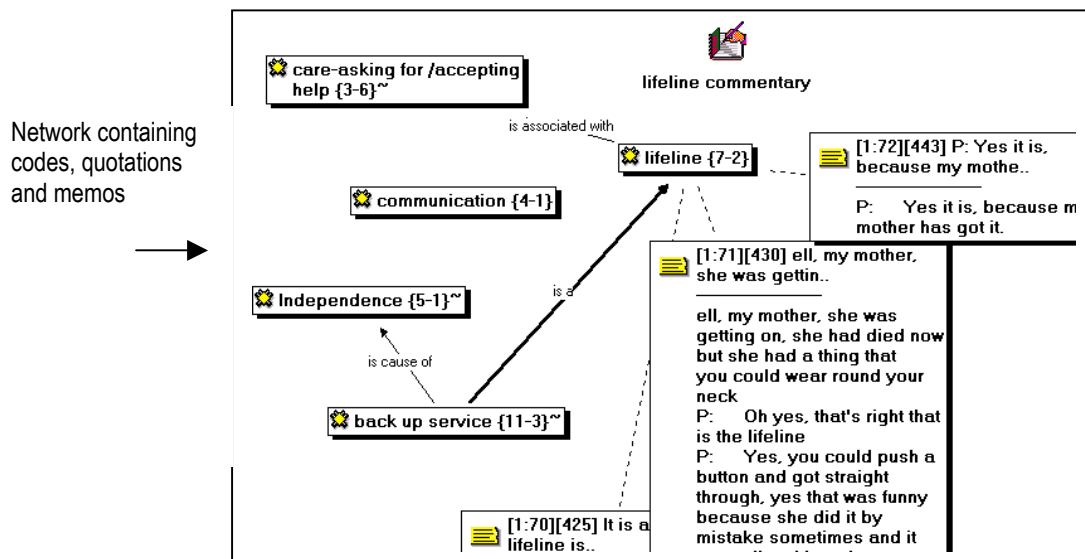 Network containing
codes, quotations
and memos
lifeline commentary
care-asking for /accepting
help {3-6}~
is associated with
lifeline {7-2}
[1:72][443] P: Yes it is,
because my mothe..
P: Yes it is, because
mother has got it.
communication {4-1}
[1:71][430] ell, my mother,
she was gettin..
ell, my mother, she was
getting on, she had died now
but she had a thing that
you could wear round your
neck
P: Oh yes, that's right that
is the lifeline
P: Yes, you could push a
button and got straight
through, yes that was funny
because she did it by
mistake sometimes and it
Independence {5-1}~
is a
is cause of
back up service {11-3}~
[1:70][425] It is a
lifeline is..